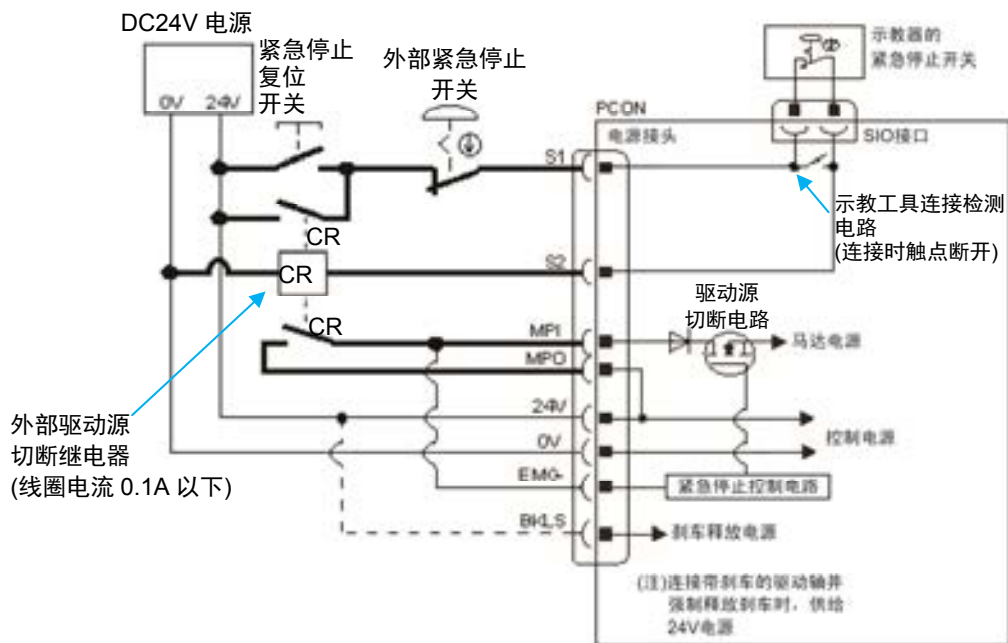 DC24V 电源
0V 24V
紧急停止
复位
开关
外部紧急停止
开关
示教器的
紧急停止开关
PCON
电源接头
SIO接口
S1
示教工具连接检测
电路
(连接时触点断开)
CR
CR
S2
CR
驱动源
切断电路
MPI
马达电源
MPO
外部驱动源
切断继电器
(线圈电流 0.1A 以下)
24V
控制电源
0V
EMG-
紧急停止控制电路
BKLS
刹车释放电源
(注)连接带刹车的驱动轴并
强制释放刹车时，供给
24V电源